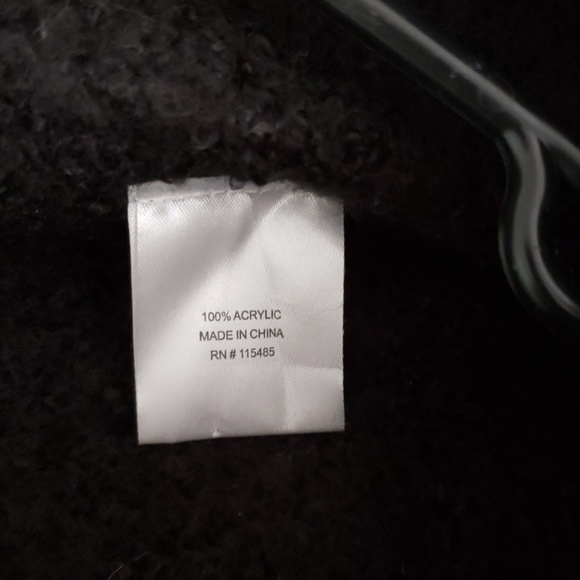 100% ACRYLIC
MADE IN CHINA
RN # 115485